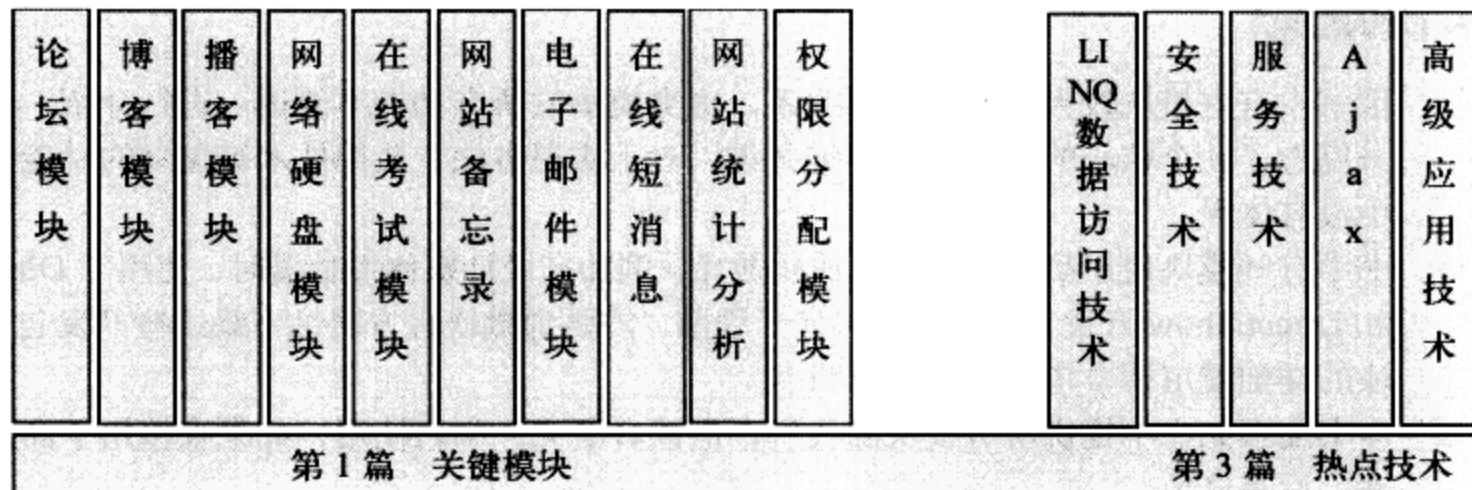 论坛模块
博客模块
播客模块
网络硬盘模块
在线考试模块
网站备忘录
电子邮件模块
在线短消息
网站统计分析
权限分配模块
LINQ数据访问技术
安全技术
服务技术
Ajax
高级应用技术
第1篇 关键模块
第3篇 热点技术